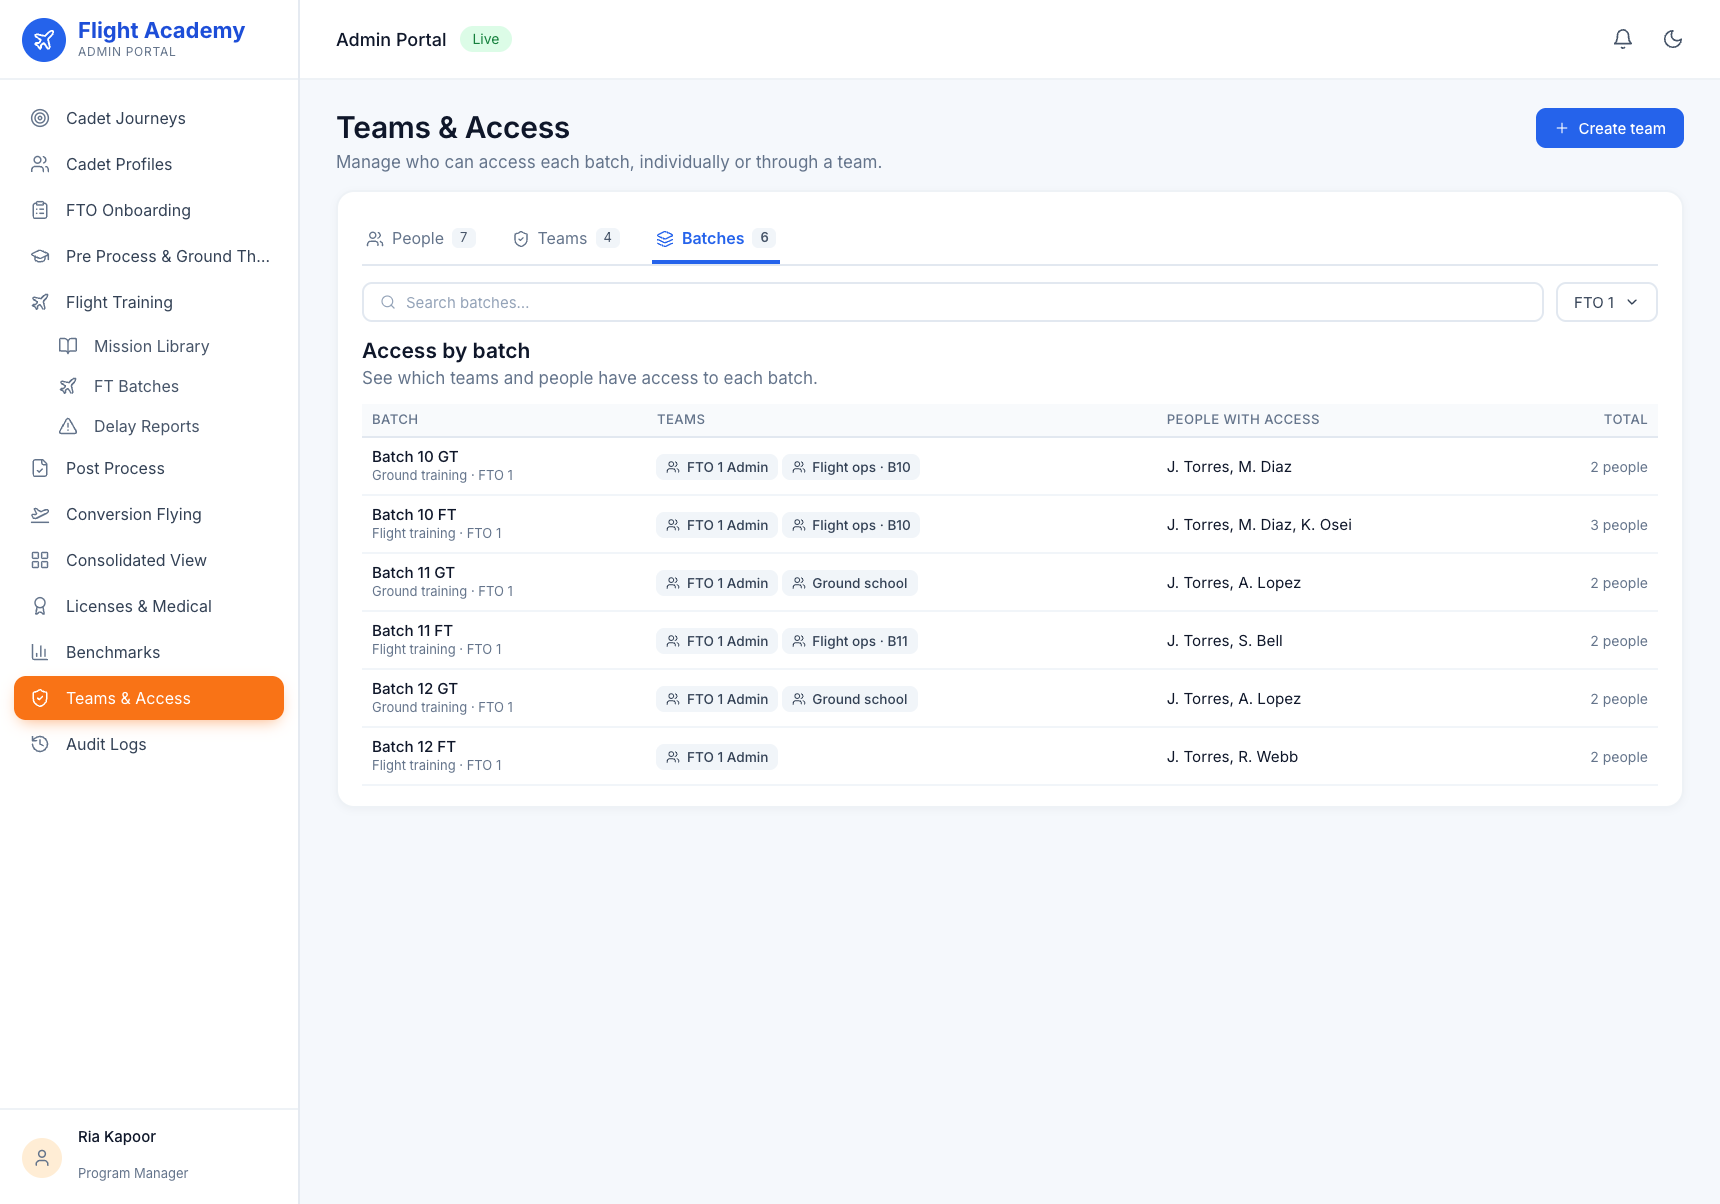 Flight Academy
ADMIN PORTAL
Admin Portal
Live
Cadet Journeys
Cadet Profiles
FTO Onboarding
Pre Process & Ground Th...
Flight Training
Mission Library
FT Batches
Delay Reports
Post Process
Conversion Flying
Consolidated View
Licenses & Medical
Benchmarks
Teams & Access
Audit Logs
Ria Kapoor
Program Manager
Teams & Access
Manage who can access each batch, individually or through a team.
+ Create team
People 7 Teams 4 Batches 6
Search batches...
FTO 1
Access by batch
See which teams and people have access to each batch.
BATCH TEAMS PEOPLE WITH ACCESS TOTAL
Batch 10 GT
Ground training · FTO 1
FTO 1 Admin Flight ops · B10 J. Torres, M. Diaz 2 people
Batch 10 FT
Flight training · FTO 1
FTO 1 Admin Flight ops · B10 J. Torres, M. Diaz, K. Osei 3 people
Batch 11 GT
Ground training · FTO 1
FTO 1 Admin Ground school J. Torres, A. Lopez 2 people
Batch 11 FT
Flight training · FTO 1
FTO 1 Admin Flight ops · B11 J. Torres, S. Bell 2 people
Batch 12 GT
Ground training · FTO 1
FTO 1 Admin Ground school J. Torres, A. Lopez 2 people
Batch 12 FT
Flight training · FTO 1
FTO 1 Admin J. Torres, R. Webb 2 people